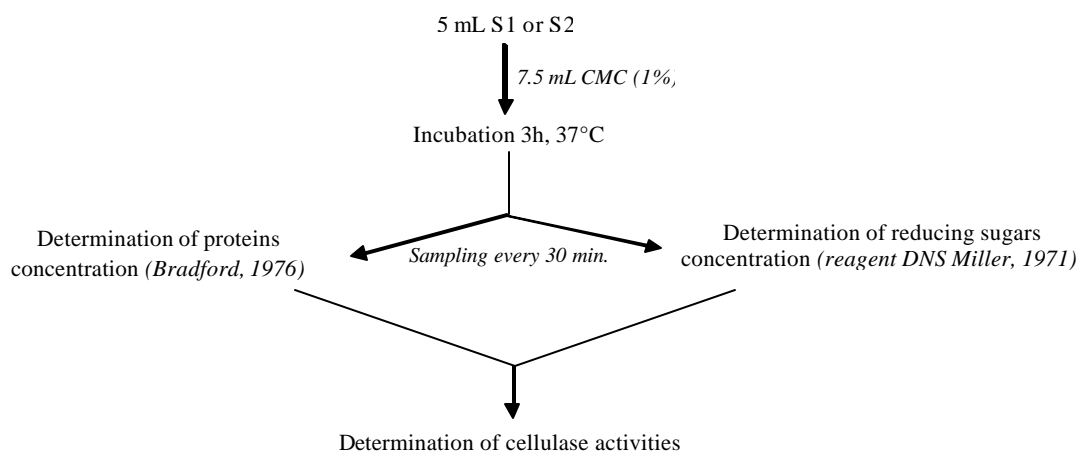 5 mL S1 or S2
7.5 mL CMC (1%)
Incubation 3h, 37°C
Determination of proteins
concentration (Bradford, 1976)
Sampling every 30 min.
Determination of reducing sugars
concentration (reagent DNS Miller, 1971)
Determination of cellulase activities